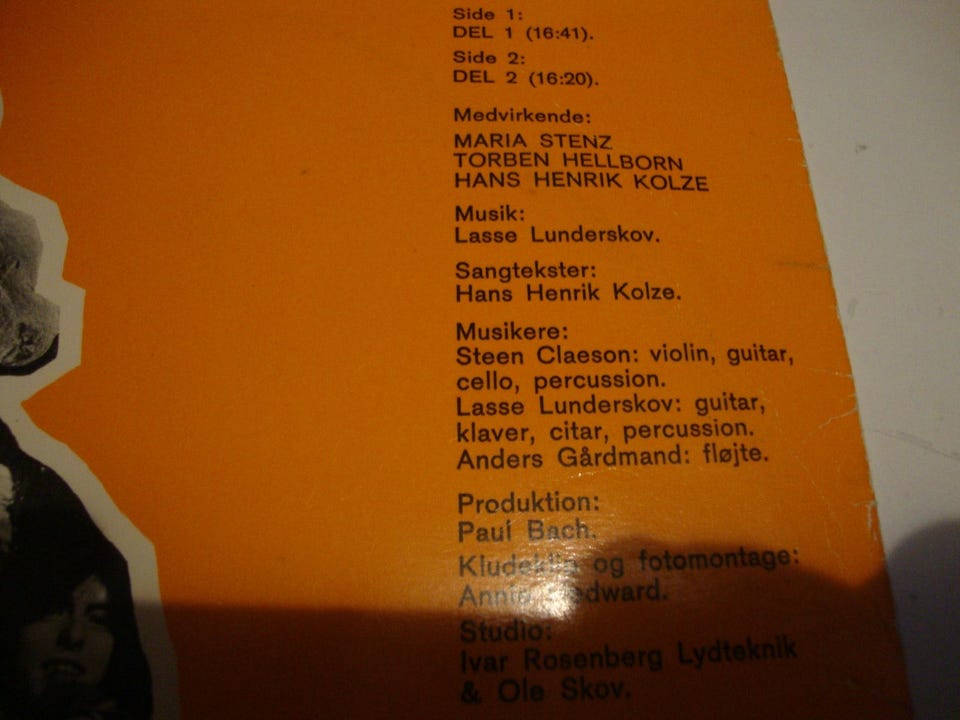 Side 1:
DEL 1 (16:41).
Side 2:
DEL 2 (16:20).
Medvirkende:
MARIA STENZ
TORBEN HELLBORN
HANS HENRIK KOLZE
Musik:
Lasse Lunderskov.
Sangtekster:
Hans Henrik Kolze.
Musikere:
Steen Claeson: violin, guitar,
cello, percussion.
Lasse Lunderskov: guitar,
klaver, citar, percussion.
Anders Gårdmand: fløjte.
Produktion:
Paul Bach.
og fotomontage:
Studio:
Ivar Rosenberg Lydteknik
& Ole Skov.